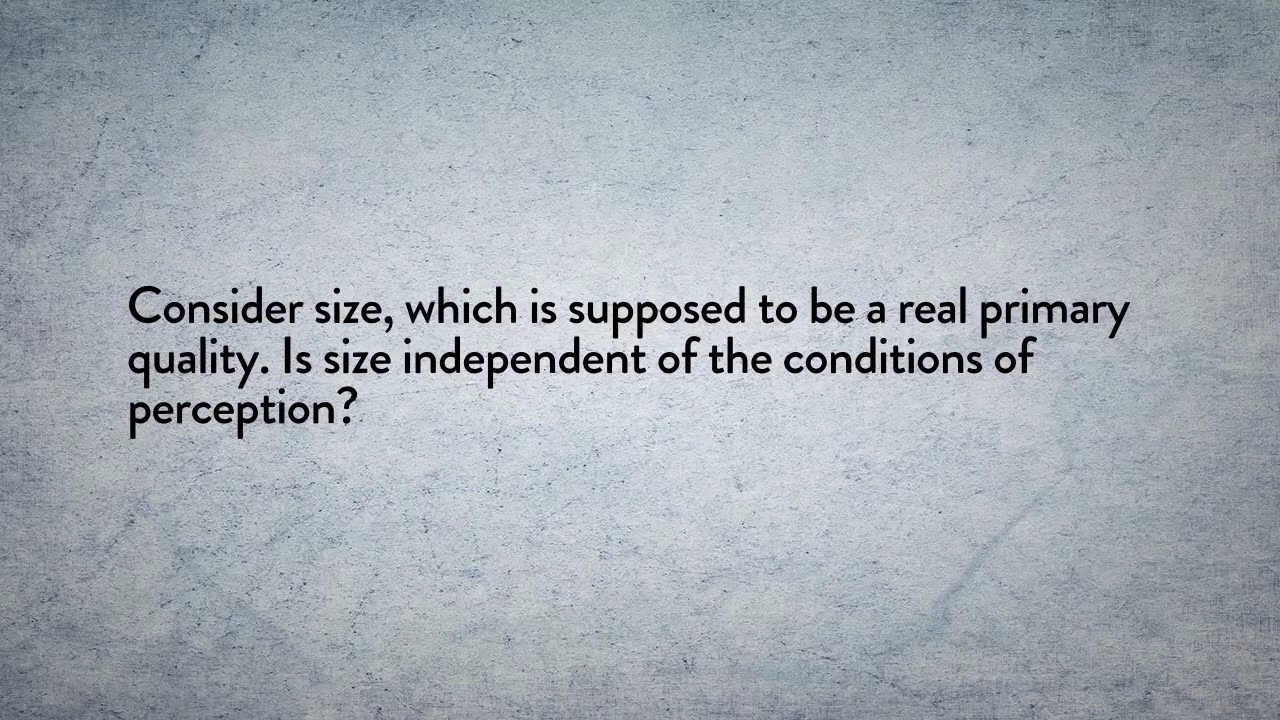 Consider size, which is supposed to be a real primary
quality. Is size independent of the conditions of
perception?